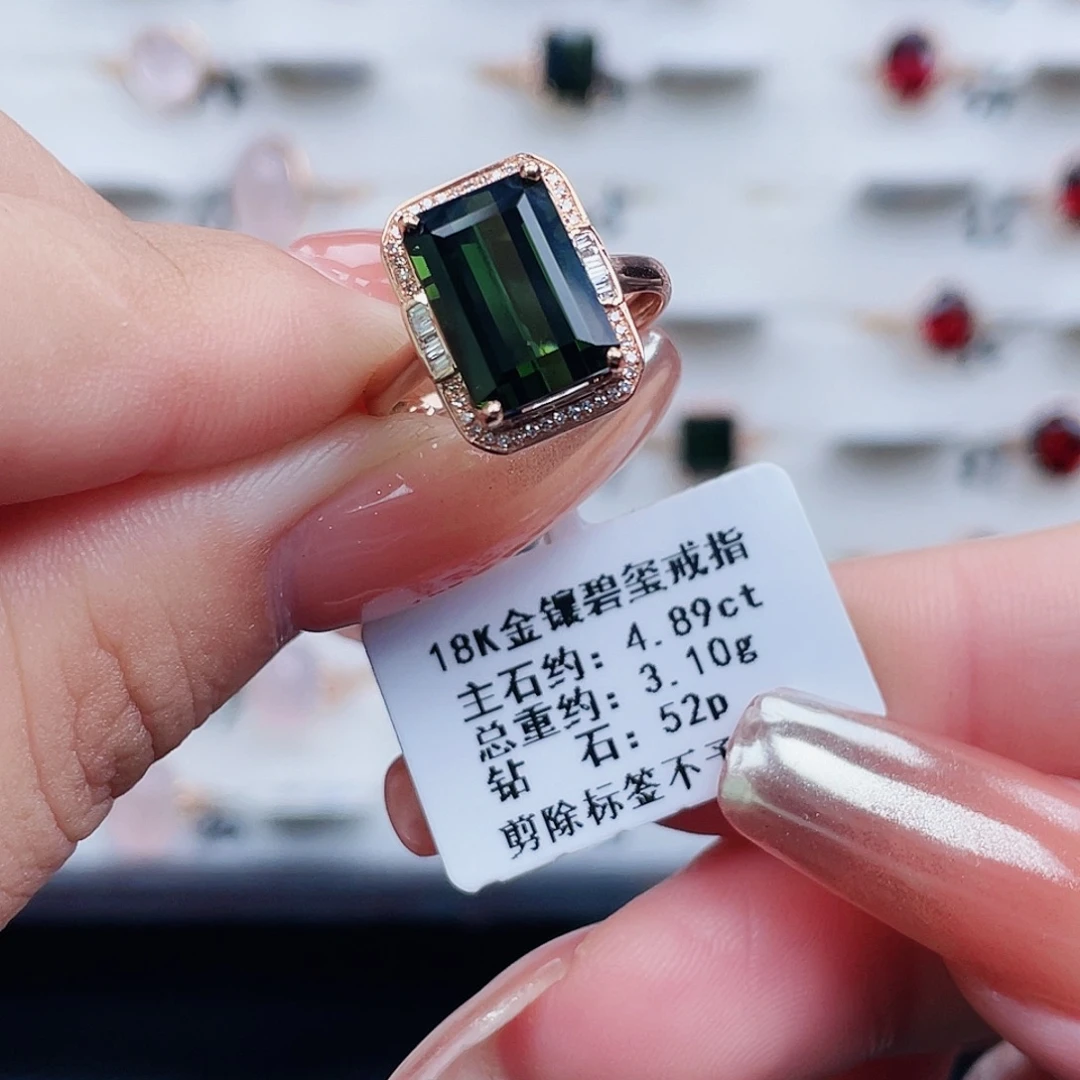 18K金镶碧玺戒指
主石约: 4.89ct
总重约: 3.10g
钻 石: 52p
剪除标签不